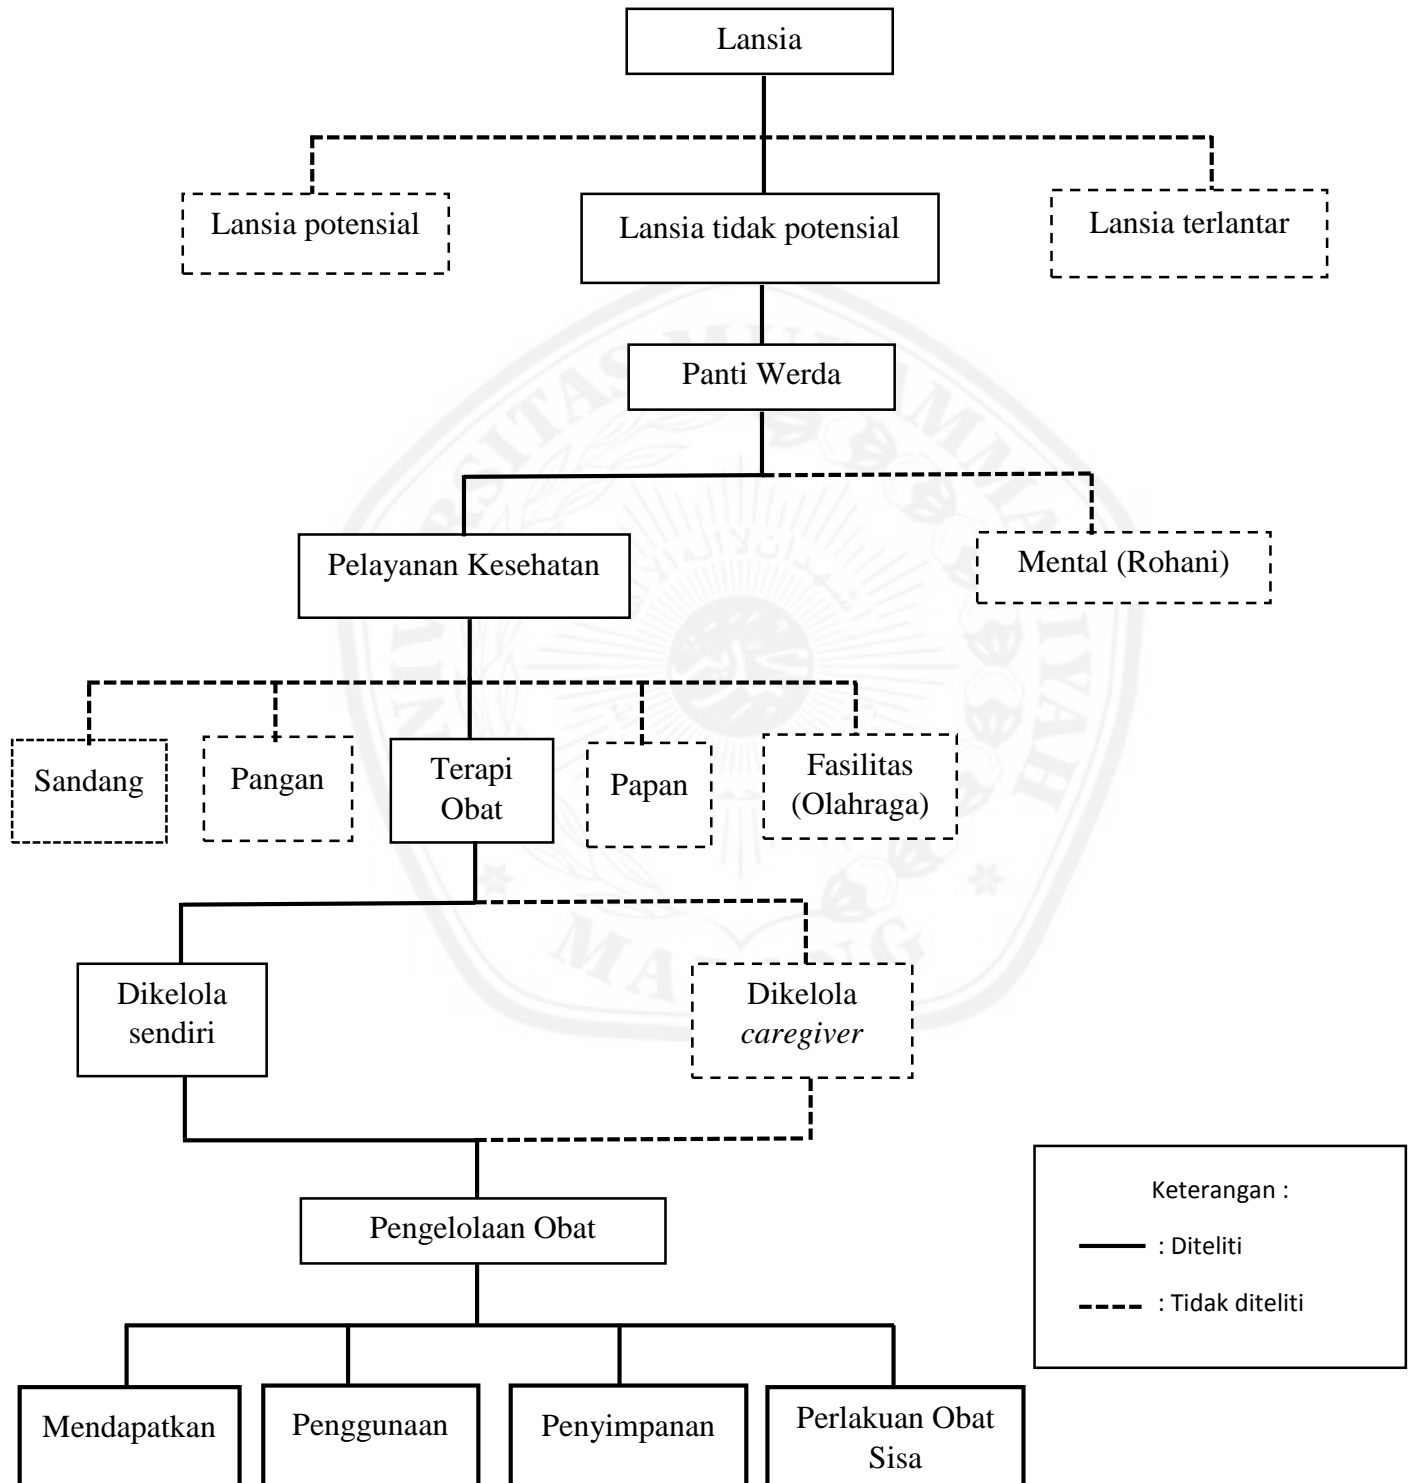 Lansia
Lansia potensial
Lansia tidak potensial
Lansia terlantar
Panti Werda
Pelayanan Kesehatan
Mental (Rohani)
Sandang
Pangan
Terapi
Obat
Papan
Fasilitas
(Olahraga)
Dikelola
sendiri
Dikelola
caregiver
Pengelolaan Obat
Keterangan :
: Diteliti
: Tidak diteliti
Mendapatkan
Penggunaan
Penyimpanan
Perlakuan Obat
Sisa
MALANG